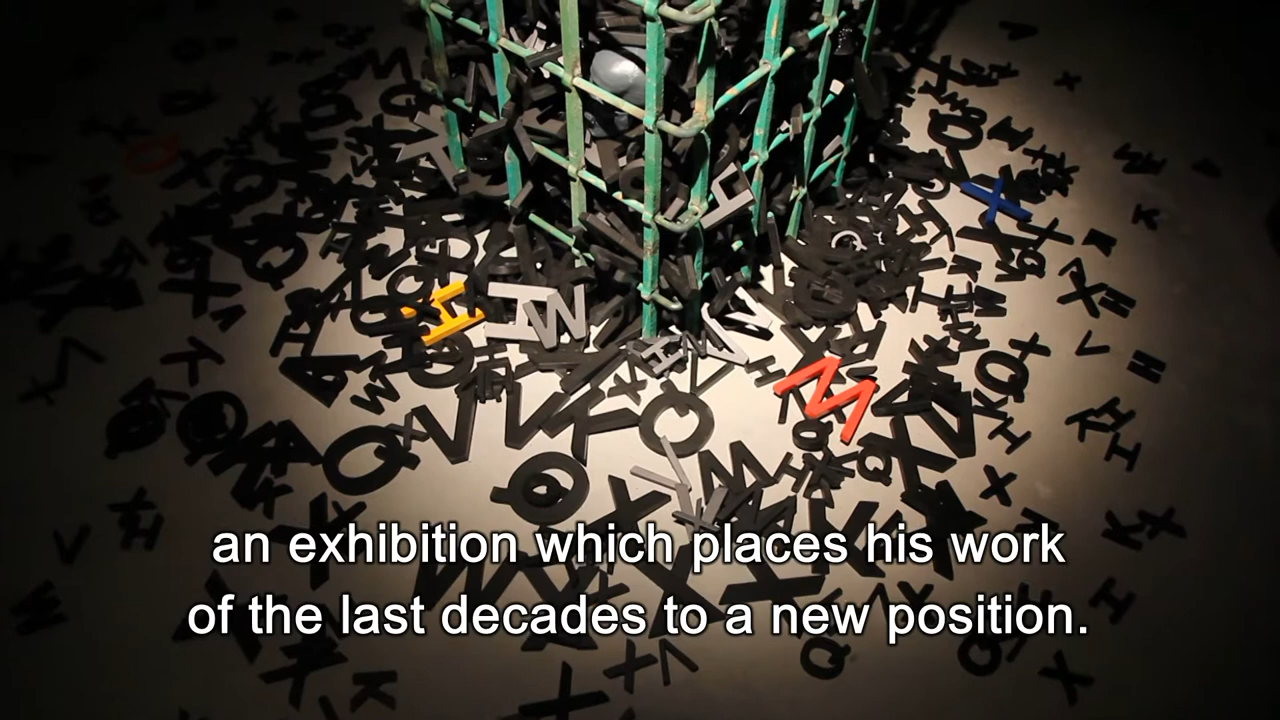 an exhibition which places his work
of the last decades to a new position.